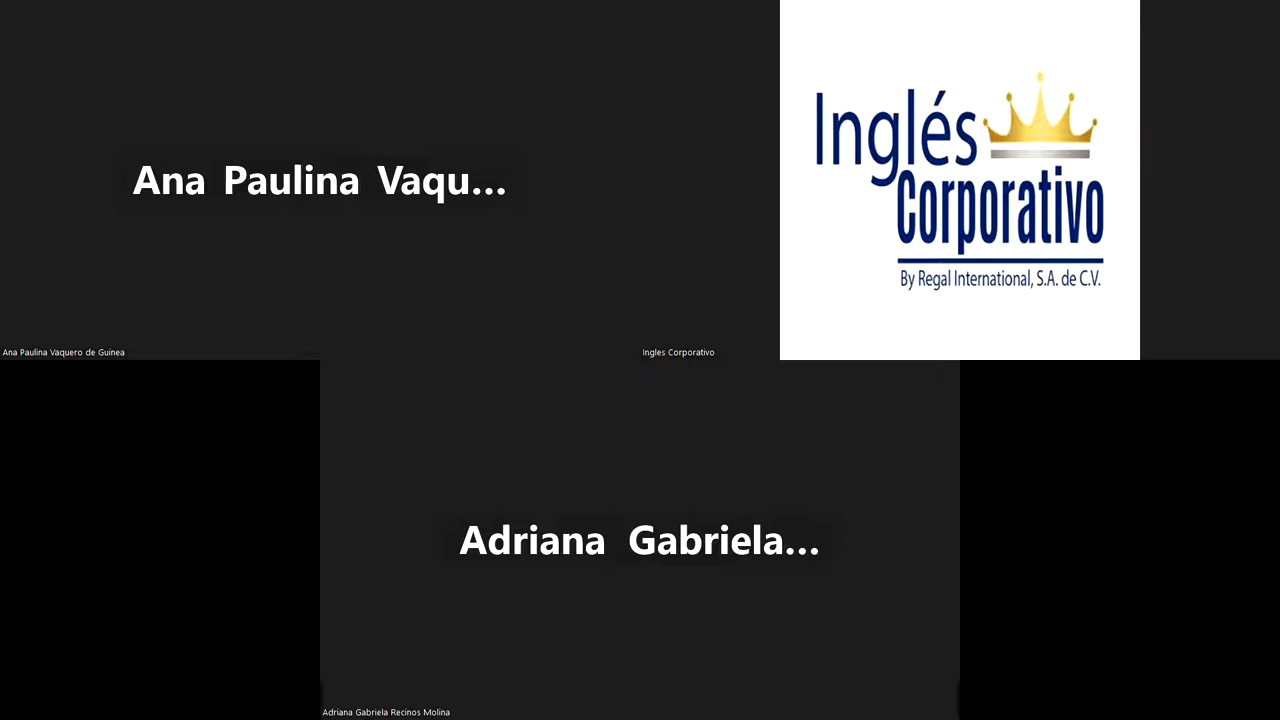 Ana Paulina Vaqu...
Ana Paulina Vaquero de Guinea
Inglés
Corporativo
By Regal International, S.A. de C.V.
Ingles Corporativo
Adriana Gabriela...
Adriana Gabriela Recinos Molina